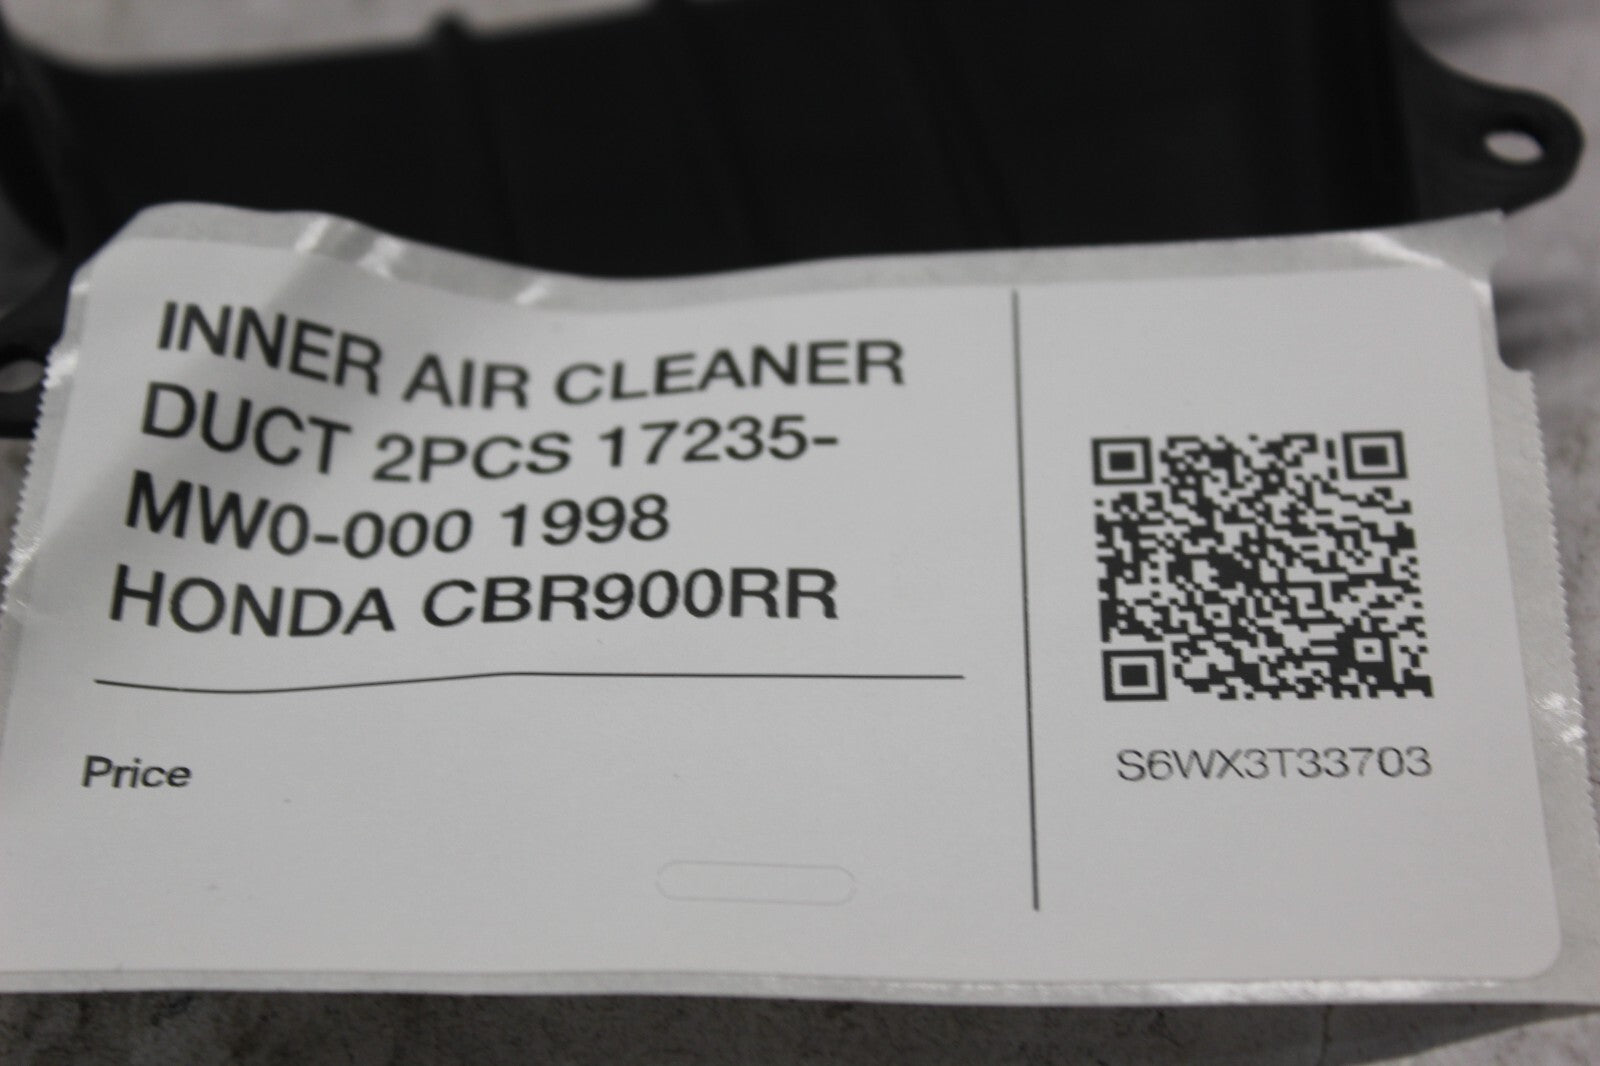 INNER AIR CLEANER
DUCT 2PCS 17235-
MW0-000 1998
HONDA CBR900RR
Price
S6WX3T33703